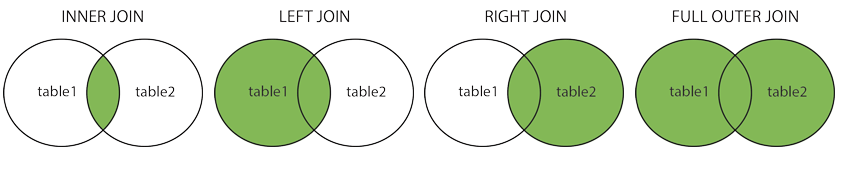 INNER JOIN
table1
table2
LEFT JOIN
table1
table2
RIGHT JOIN
table1
table2
FULL OUTER JOIN
table1
table2